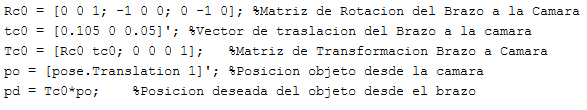 Rc0 = [0 0 1; -1 0 0; 0 -1 0]; %Matriz de Rotacion del Brazo a la Camara
tc0 = [0.105 0 0.05]'; %Vector de traslacion del Brazo a la camara
Tc0 = [Rc0 tc0; 0 0 0 1];   %Matriz de Transformacion Brazo a Camara
po = [pose.Translation 1]'; %Posicion objeto desde la camara
pd = Tc0*po;    %Posicion deseada del objeto desde el brazo